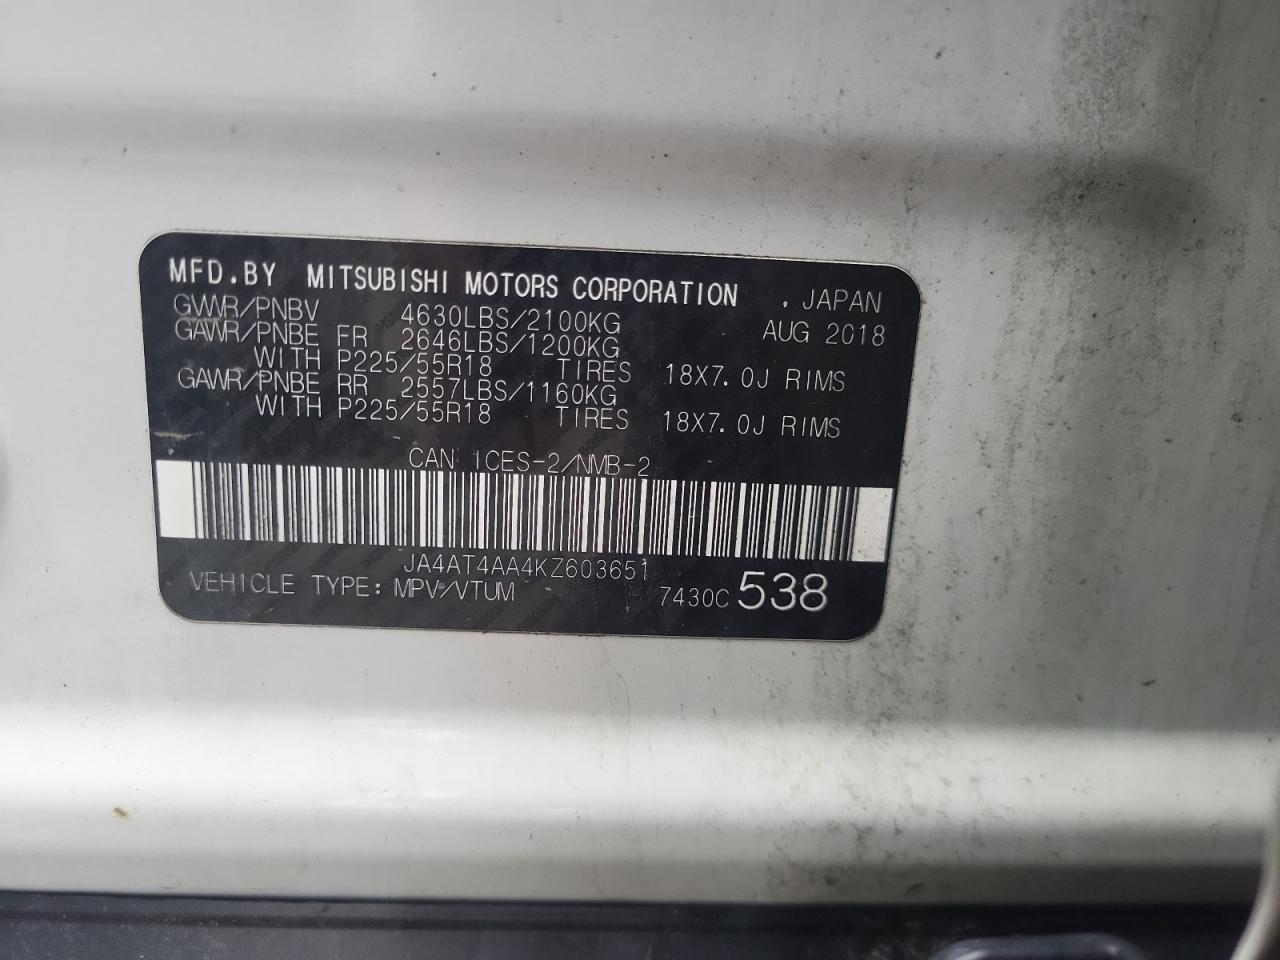 MFD.BY MITSUBISHI MOTORS CORPORATION , JAPAN
GVWR/PNBV 4630LBS/2100KG AUG 2018
GAWR/PNBE FR 2646LBS/1200KG
WITH P225/55R18 TIRES 18X7.0J RIMS
GAWR/PNBE RR 2557LBS/1160KG
WITH P225/55R18 TIRES 18X7.0J RIMS
CAN ICES-2/NMB-2
JA4AT4AA4KZ603651
VEHICLE TYPE: MPV/VTUM 7430C 538